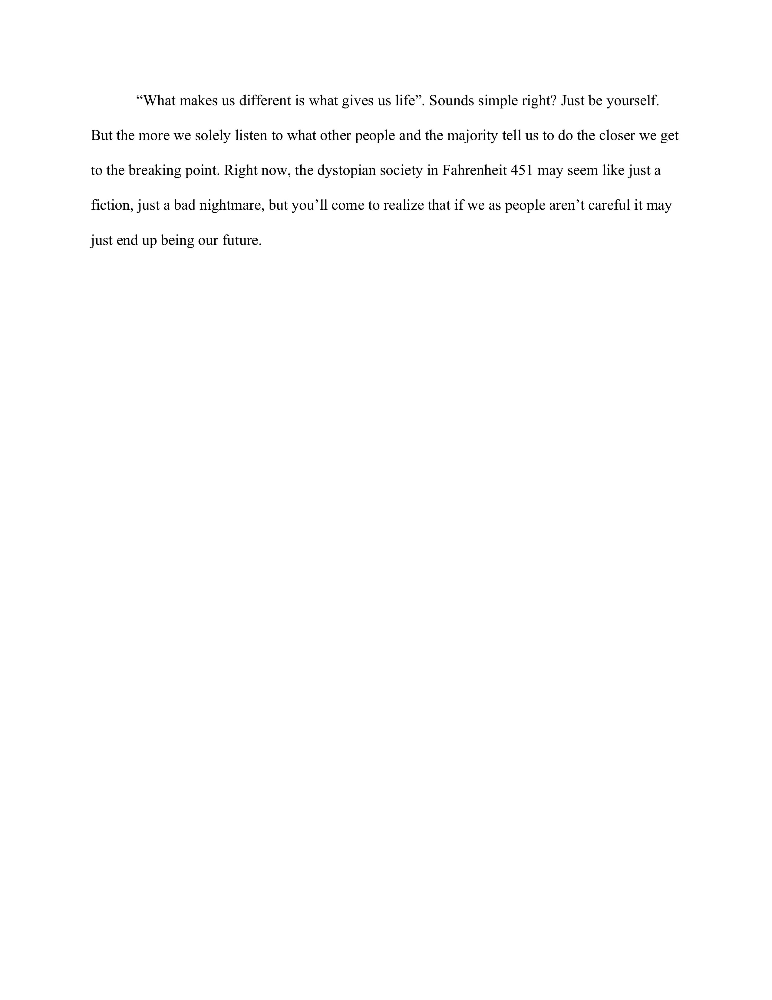 “What makes us different is what gives us life”. Sounds simple right? Just be yourself.
But the more we solely listen to what other people and the majority tell us to do the closer we get
to the breaking point. Right now, the dystopian society in Fahrenheit 451 may seem like just a
fiction, just a bad nightmare, but you’ll come to realize that if we as people aren’t careful it may
just end up being our future.